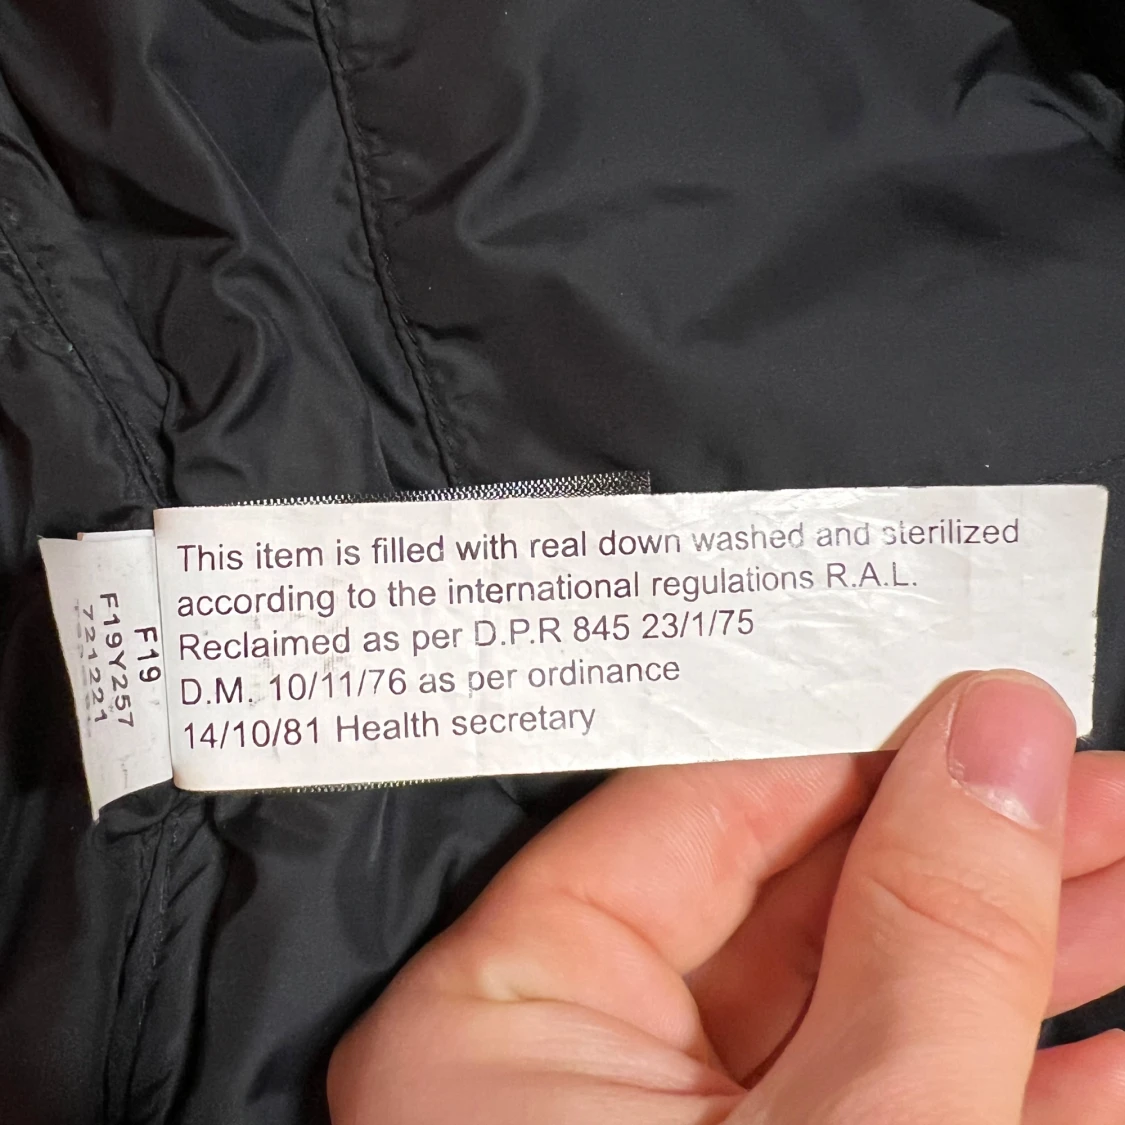 This item is filled with real down washed and sterilized
according to the international regulations R.A.L.
Reclaimed as per D.P.R 845 23/1/75
D.M. 10/11/76 as per ordinance
14/10/81 Health secretary
F19
F19Y257
721221